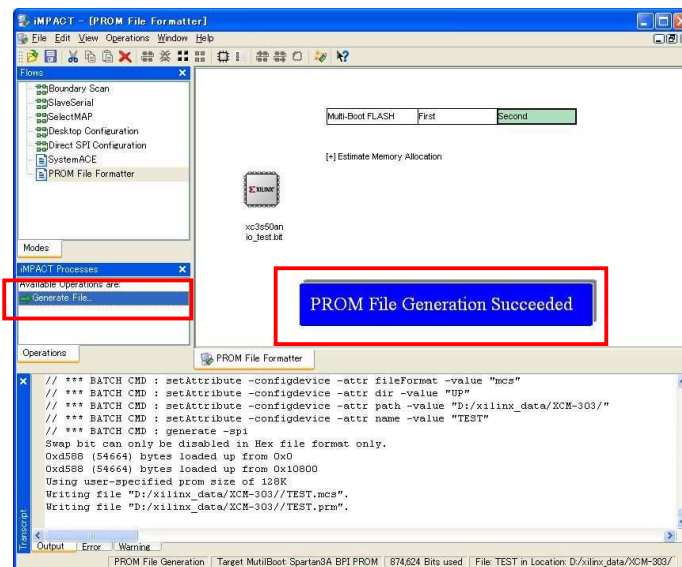 iMPACT - [PROM File Formatter]
File Edit View Operations Window Help
Flows
Boundary Scan
SlaveSerial
SelectMAP
Desktop Configuration
Direct SPI Configuration
SystemACE
PROM File Formatter
Modes
iMPACT Processes
Available Operations are:
Generate File...
Operations
Multi-Boot FLASH First Second
[+] Estimate Memory Allocation
XILINX
xc3s50an
io_test.bit
PROM File Generation Succeeded
PROM File Formatter
// *** BATCH CMD : setAttribute -configdevice -attr fileFormat -value "mcs"
// *** BATCH CMD : setAttribute -configdevice -attr dir -value "UP"
// *** BATCH CMD : setAttribute -configdevice -attr path -value "D:/xilinx_data/XCM-303/"
// *** BATCH CMD : setAttribute -configdevice -attr name -value "TEST"
// *** BATCH CMD : generate -spi
Swap bit can only be disabled in Hex file format only.
0xd588 (54664) bytes loaded up from 0x0
0xd588 (54664) bytes loaded up from 0x10800
Using user-specified prom size of 128K
Writing file "D:/xilinx_data/XCM-303//TEST.mcs".
Writing file "D:/xilinx_data/XCM-303//TEST.prm".
Transcript
Output Error Warning
PROM File Generation Target MutilBoot: Spartan3A BPI PROM 874,624 Bits used File: TEST in Location: D:/xilinx_data/XCM-303/